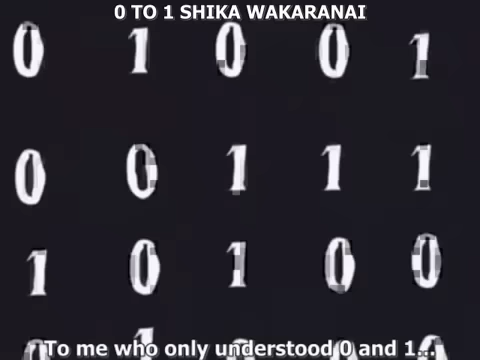 0 TO 1 SHIKA WAKARANAI
0 1 0 0 1
0 0 1 1 1
1 0 1 0 0
To me who only understood 0 and 1...